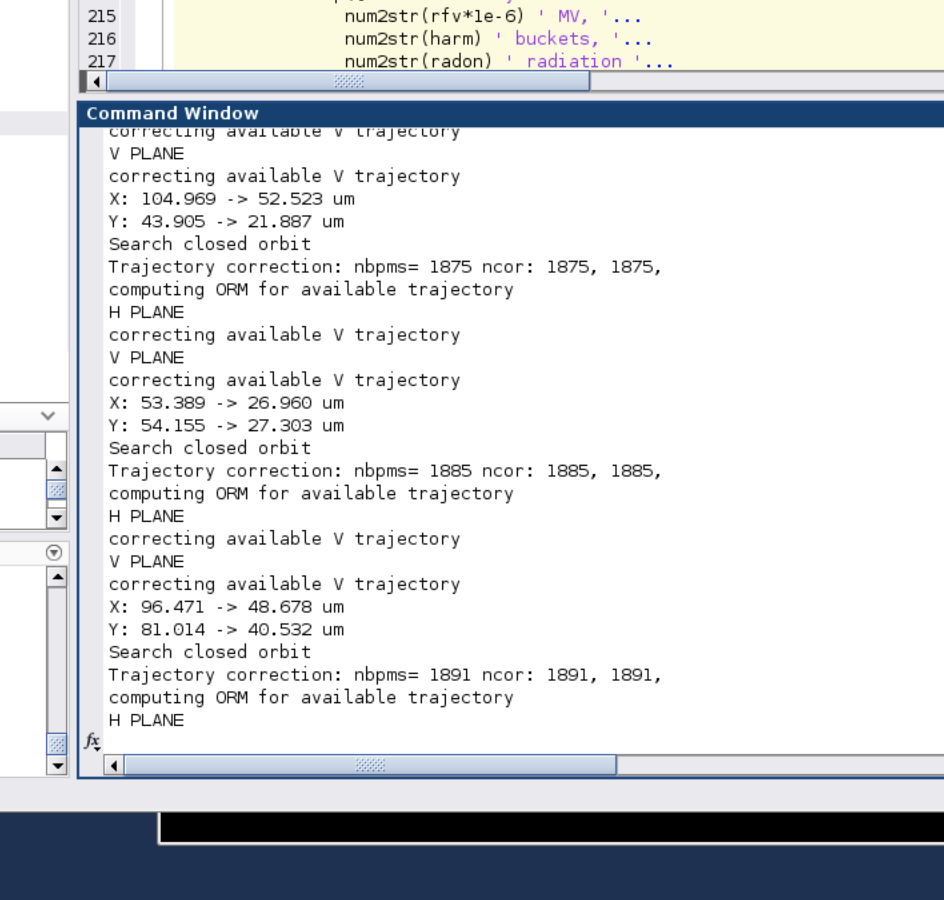 215 num2str(rfv*1e-6) ' MV, '...
216 num2str(harm) ' buckets, '...
217 num2str(radon) ' radiation '...
Command Window
correcting available V trajectory
V PLANE
correcting available V trajectory
X: 104.969 -> 52.523 um
Y: 43.905 -> 21.887 um
Search closed orbit
Trajectory correction: nbpms= 1875 ncor: 1875, 1875,
computing ORM for available trajectory
H PLANE
correcting available V trajectory
V PLANE
correcting available V trajectory
X: 53.389 -> 26.960 um
Y: 54.155 -> 27.303 um
Search closed orbit
Trajectory correction: nbpms= 1885 ncor: 1885, 1885,
computing ORM for available trajectory
H PLANE
correcting available V trajectory
V PLANE
correcting available V trajectory
X: 96.471 -> 48.678 um
Y: 81.014 -> 40.532 um
Search closed orbit
Trajectory correction: nbpms= 1891 ncor: 1891, 1891,
computing ORM for available trajectory
H PLANE
fx